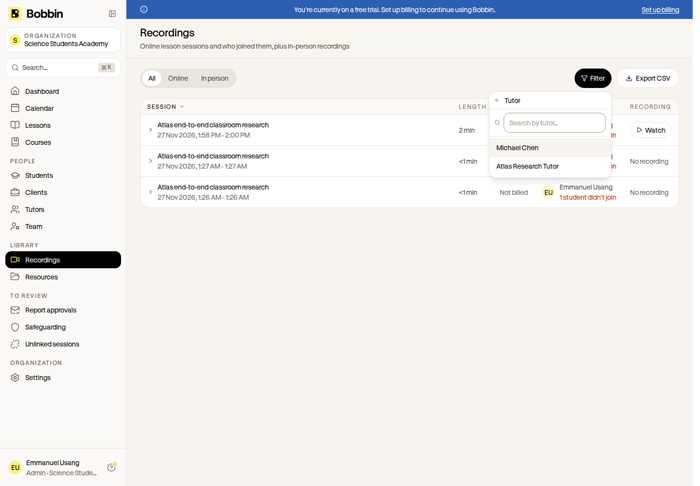 Bobbin
You're currently on a free trial. Set up billing to continue using Bobbin.
Set up billing
S
ORGANIZATION
Science Students Academy
Search...
⌘ K
Dashboard
Calendar
Lessons
Courses
PEOPLE
Students
Clients
Tutors
Team
LIBRARY
Recordings
Resources
TO REVIEW
Report approvals
Safeguarding
Unlinked sessions
ORGANIZATION
Settings
EU
Emmanuel Usang
Admin · Science Stude...
Recordings
Online lesson sessions and who joined them, plus in-person recordings
All
Online
In person
Filter
Export CSV
SESSION
LENGTH
RECORDING
Atlas end-to-end classroom research
27 Nov 2026, 1:58 PM - 2:00 PM
2 min
Watch
Atlas end-to-end classroom research
27 Nov 2026, 1:27 AM - 1:27 AM
<1 min
No recording
Atlas end-to-end classroom research
27 Nov 2026, 1:26 AM - 1:26 AM
<1 min
Not billed
EU
Emmanuel Usang
1 student didn't join
No recording
Tutor
Search by tutor...
Michael Chen
Atlas Research Tutor